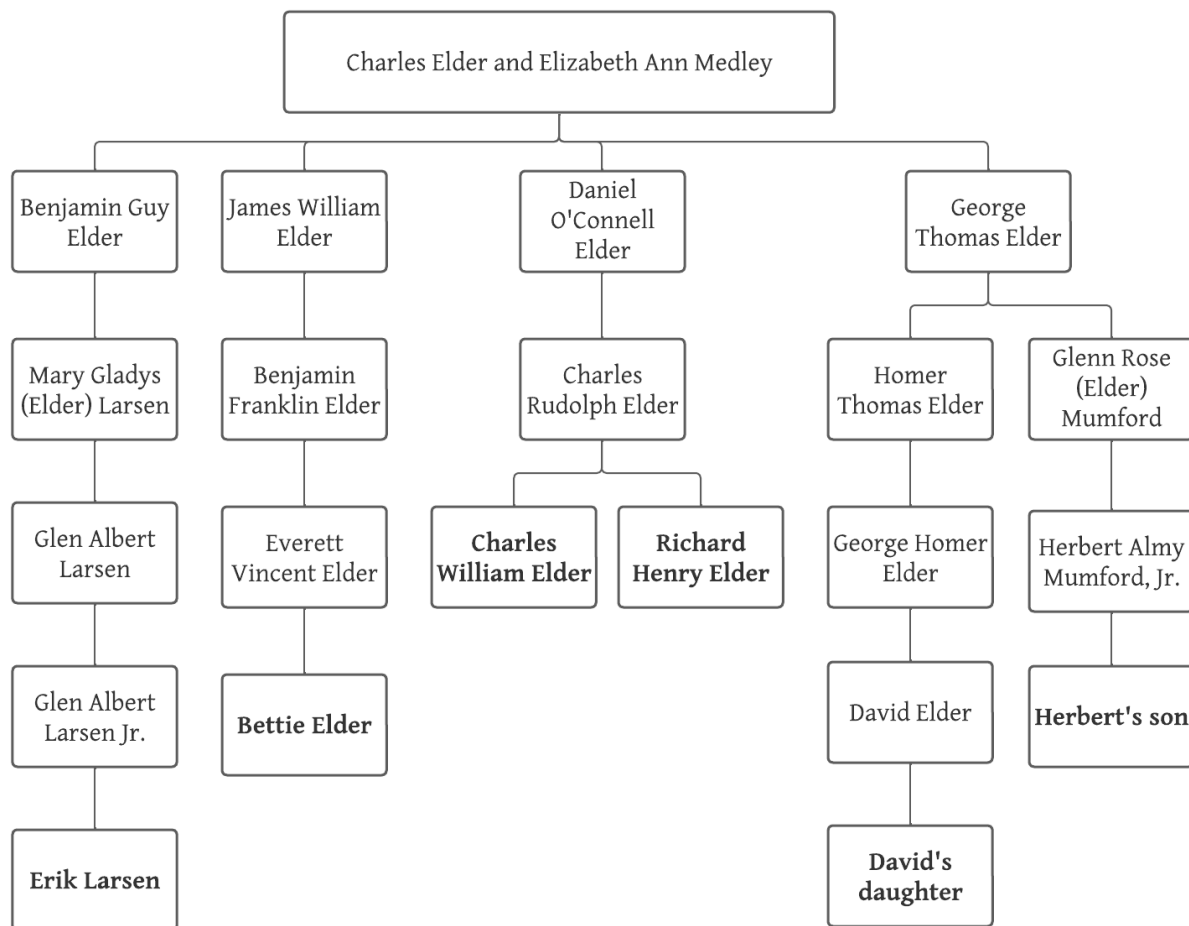 Charles Elder and Elizabeth Ann Medley
Benjamin Guy
Elder
James William
Elder
Daniel
O'Connell
Elder
George
Thomas Elder
Mary Gladys
(Elder) Larsen
Benjamin
Franklin Elder
Charles
Rudolph Elder
Homer
Thomas Elder
Glenn Rose
(Elder)
Mumford
Glen Albert
Larsen
Everett
Vincent Elder
Charles
William Elder
Richard
Henry Elder
George Homer
Elder
Herbert Almy
Mumford, Jr.
Glen Albert
Larsen Jr.
Bettie Elder
David Elder
Herbert's son
Erik Larsen
David's
daughter